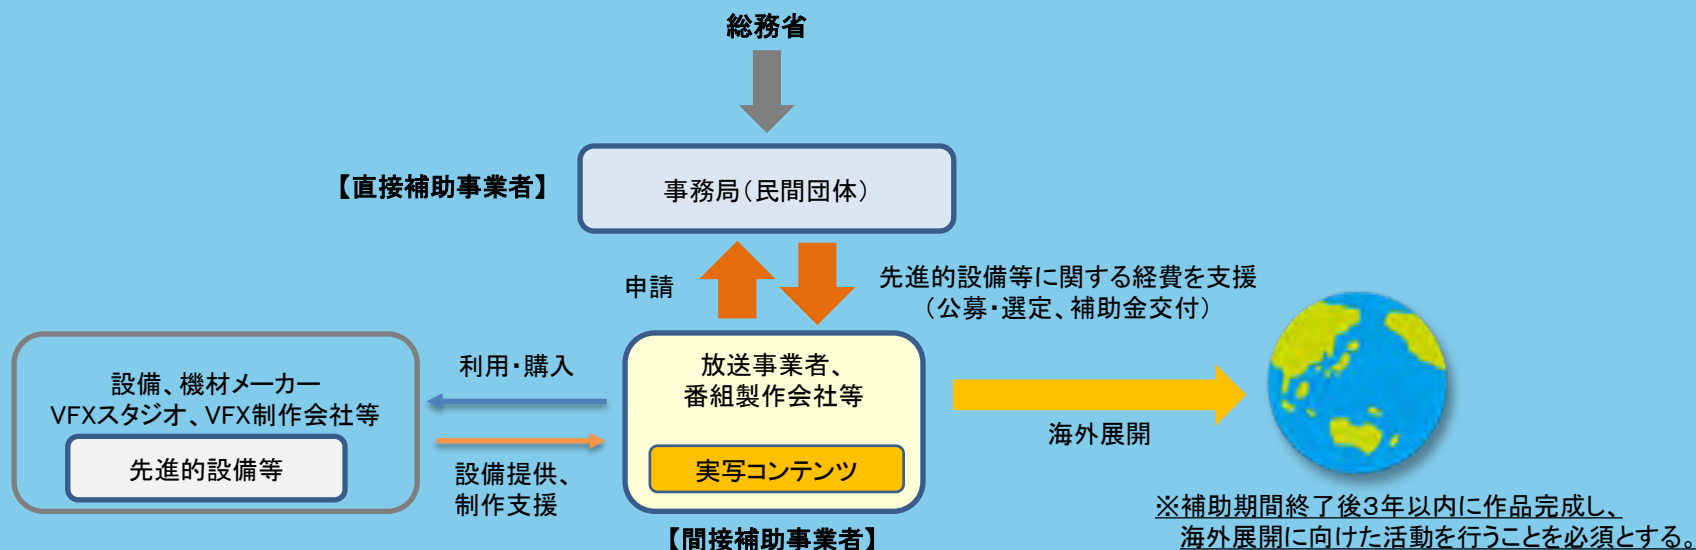 総務省
【直接補助事業者】
事務局(民間団体)
申請
先進的設備等に関する経費を支援
(公募・選定、補助金交付)
設備、機材メーカー
VFXスタジオ、VFX制作会社等
先進的設備等
利用・購入
設備提供、
制作支援
放送事業者、
番組製作会社等
実写コンテンツ
【間接補助事業者】
海外展開
※補助期間終了後3年以内に作品完成し、
海外展開に向けた活動を行うことを必須とする。